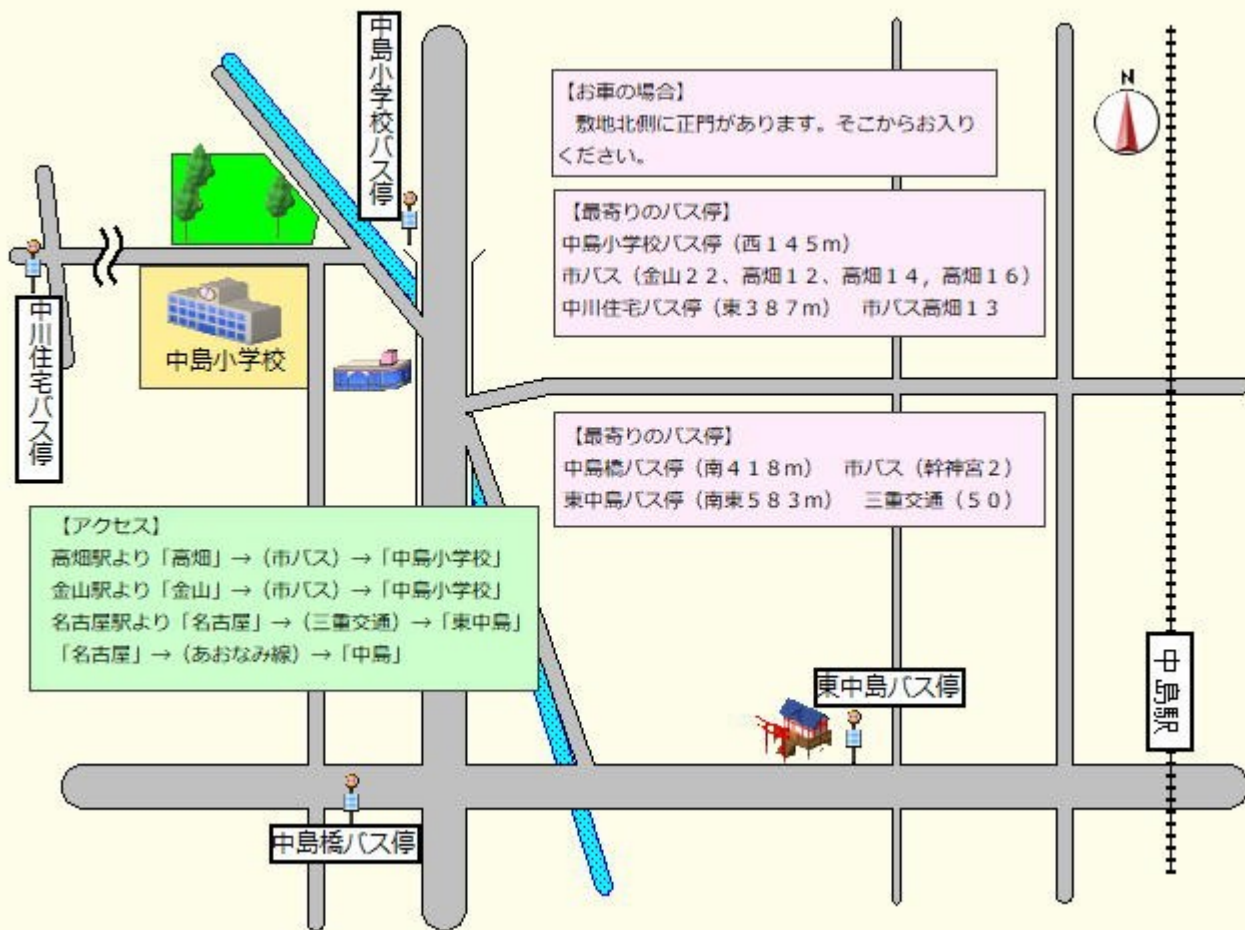 中島小学校バス停
N
【お車の場合】
敷地北側に正門があります。そこからお入り
ください。
【最寄りのバス停】
中島小学校バス停（西１４５ｍ）
市バス（金山２２、高畑１２、高畑１４，高畑１６）
中川住宅バス停（東３８７ｍ）　市バス高畑１３
中川住宅バス停
中島小学校
【最寄りのバス停】
中島橋バス停（南４１８ｍ）　市バス（幹神宮２）
東中島バス停（南東５８３ｍ）　三重交通（５０）
【アクセス】
高畑駅より「高畑」→（市バス）→「中島小学校」
金山駅より「金山」→（市バス）→「中島小学校」
名古屋駅より「名古屋」→（三重交通）→「東中島」
「名古屋」→（あおなみ線）→「中島」
東中島バス停
中島駅
中島橋バス停